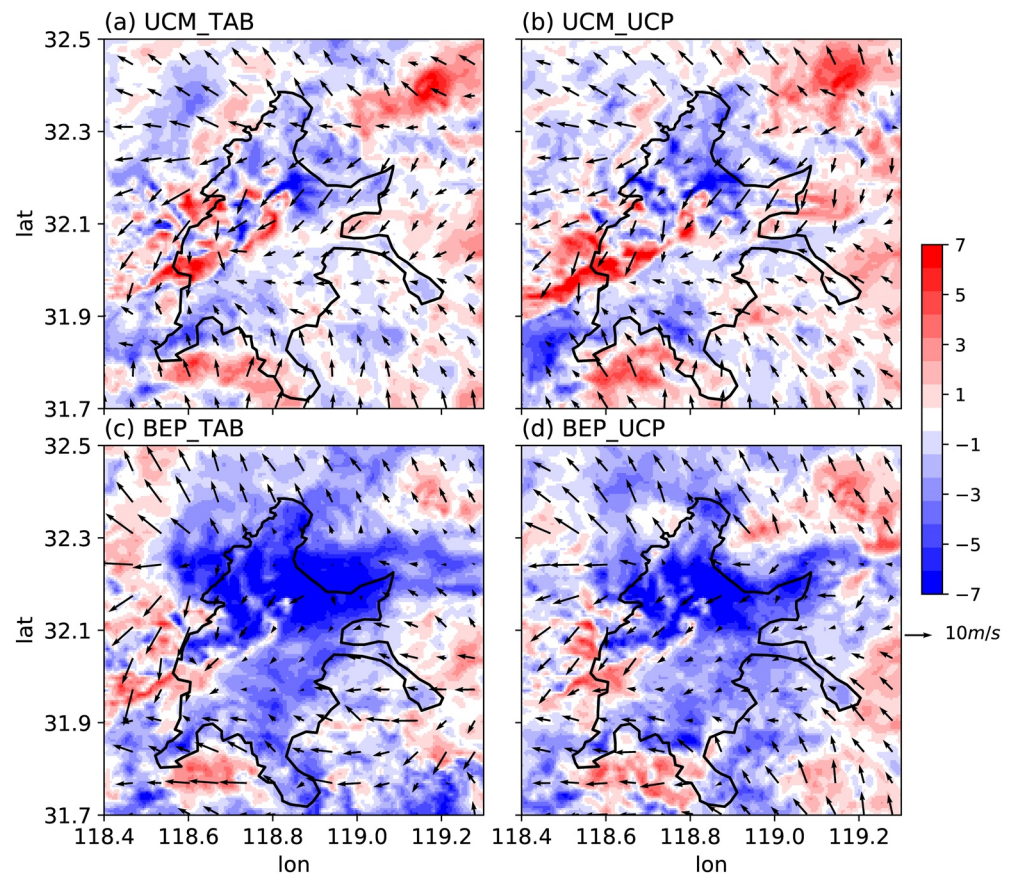 (a) UCM_TAB
(b) UCM_UCP
32.5
32.3
32.1
31.9
31.7
lat
7
5
3
1
−1
−3
−5
−7
10m/s
(c) BEP_TAB
(d) BEP_UCP
32.5
32.3
32.1
31.9
31.7
lat
118.4 118.6 118.8 119.0 119.2 118.4 118.6 118.8 119.0 119.2
lon lon